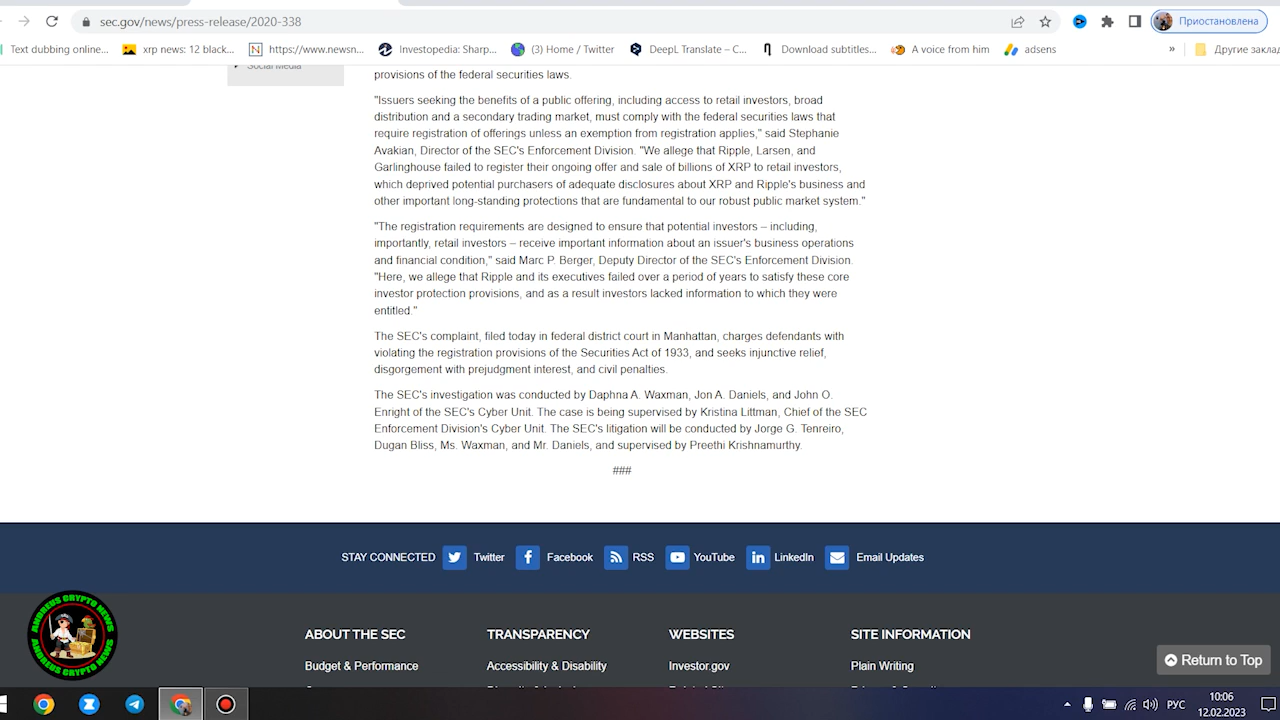 sec.gov/news/press-release/2020-338
Приостановлена
Text dubbing online...
xrp news: 12 black...
https://www.newsn...
Investopedia: Sharp...
(3) Home / Twitter
DeepL Translate – C...
Download subtitles...
A voice from him
adsens
»
Другие заклад
Social Media
provisions of the federal securities laws.
"Issuers seeking the benefits of a public offering, including access to retail investors, broad
distribution and a secondary trading market, must comply with the federal securities laws that
require registration of offerings unless an exemption from registration applies," said Stephanie
Avakian, Director of the SEC's Enforcement Division. "We allege that Ripple, Larsen, and
Garlinghouse failed to register their ongoing offer and sale of billions of XRP to retail investors,
which deprived potential purchasers of adequate disclosures about XRP and Ripple's business and
other important long-standing protections that are fundamental to our robust public market system."
"The registration requirements are designed to ensure that potential investors – including,
importantly, retail investors – receive important information about an issuer's business operations
and financial condition," said Marc P. Berger, Deputy Director of the SEC's Enforcement Division.
"Here, we allege that Ripple and its executives failed over a period of years to satisfy these core
investor protection provisions, and as a result investors lacked information to which they were
entitled."
The SEC's complaint, filed today in federal district court in Manhattan, charges defendants with
violating the registration provisions of the Securities Act of 1933, and seeks injunctive relief,
disgorgement with prejudgment interest, and civil penalties.
The SEC's investigation was conducted by Daphna A. Waxman, Jon A. Daniels, and John O.
Enright of the SEC's Cyber Unit. The case is being supervised by Kristina Littman, Chief of the SEC
Enforcement Division's Cyber Unit. The SEC's litigation will be conducted by Jorge G. Tenreiro,
Dugan Bliss, Ms. Waxman, and Mr. Daniels, and supervised by Preethi Krishnamurthy.
###
STAY CONNECTED Twitter Facebook RSS YouTube LinkedIn Email Updates
ANDREUS CRYPTO NEWS
ANDREUS CRYPTO NEWS
ABOUT THE SEC
TRANSPARENCY
WEBSITES
SITE INFORMATION
Budget & Performance
Accessibility & Disability
Investor.gov
Plain Writing
Return to Top
РУС
10:06
12.02.2023